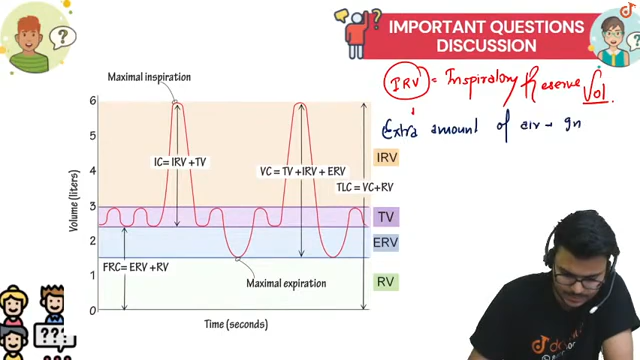 IMPORTANT QUESTIONS
DISCUSSION
IRV = Inspiratory Reserve Vol.
Extra amount of air - gn
Maximal inspiration
6
5
4
3
2
1
0
Volume (liters)
IC= IRV+TV
VC= TV+IRV+ ERV
TLC= VC+RV
FRC= ERV+RV
Maximal expiration
Time (seconds)
IRV
TV
ERV
RV
???